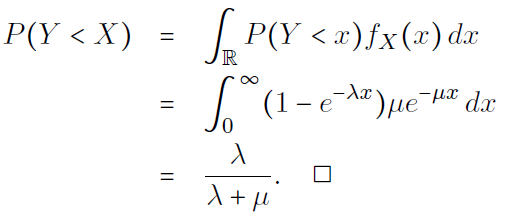 P(Y < X) = ∫_ℝ P(Y < x) f_X(x) dx
= ∫_0^∞ (1 − e^{−λx}) μe^{−μx} dx
= λ/(λ + μ). □